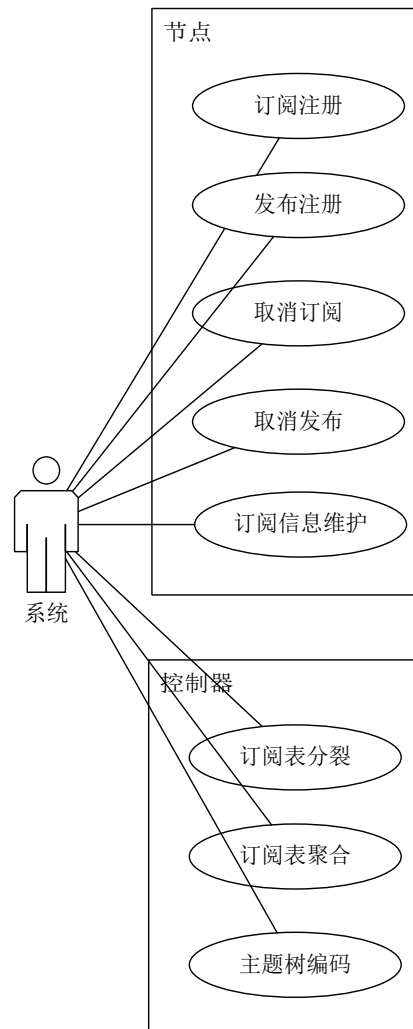 节点
订阅注册
发布注册
取消订阅
取消发布
订阅信息维护
系统
控制器
订阅表分裂
订阅表聚合
主题树编码